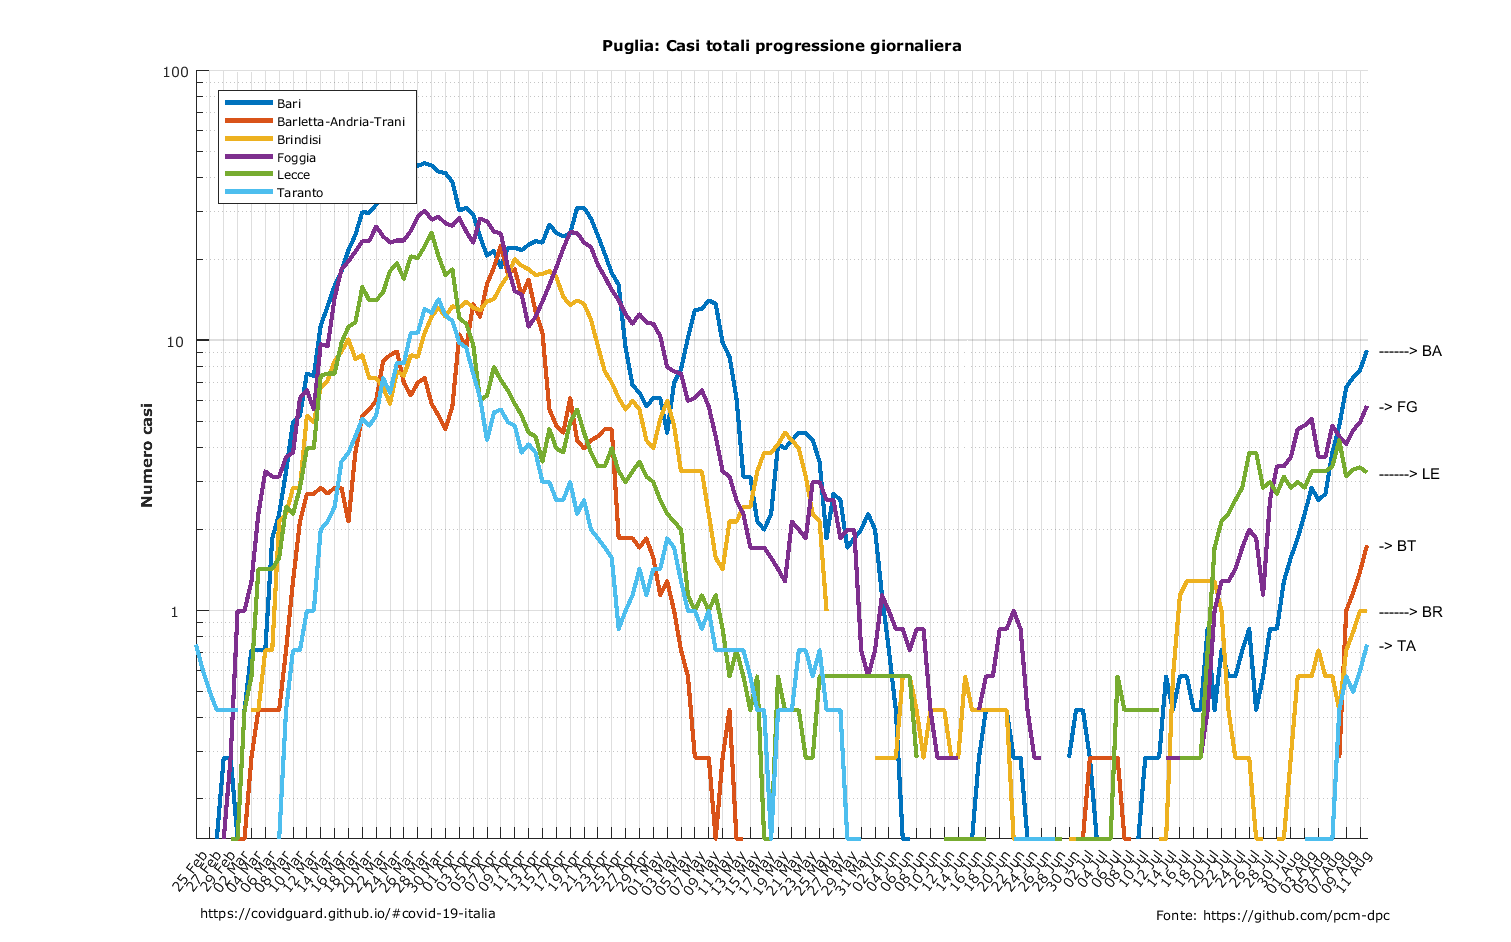 Puglia: Casi totali progressione giornaliera
100
10
1
Numero casi
Bari
Barletta-Andria-Trani
Brindisi
Foggia
Lecce
Taranto
------> BA
-> FG
------> LE
-> BT
------> BR
-> TA
25 Feb
27 Feb
29 Feb
02 Mar
04 Mar
06 Mar
08 Mar
10 Mar
12 Mar
14 Mar
16 Mar
18 Mar
20 Mar
22 Mar
24 Mar
26 Mar
28 Mar
30 Mar
01 Apr
03 Apr
05 Apr
07 Apr
09 Apr
11 Apr
13 Apr
15 Apr
17 Apr
19 Apr
21 Apr
23 Apr
25 Apr
27 Apr
29 Apr
01 May
03 May
05 May
07 May
09 May
11 May
13 May
15 May
17 May
19 May
21 May
23 May
25 May
27 May
29 May
31 May
02 Jun
04 Jun
06 Jun
08 Jun
10 Jun
12 Jun
14 Jun
16 Jun
18 Jun
20 Jun
22 Jun
24 Jun
26 Jun
28 Jun
30 Jun
02 Jul
04 Jul
06 Jul
08 Jul
10 Jul
12 Jul
14 Jul
16 Jul
18 Jul
20 Jul
22 Jul
24 Jul
26 Jul
28 Jul
30 Jul
01 Aug
03 Aug
05 Aug
07 Aug
09 Aug
11 Aug
https://covidguard.github.io/#covid-19-italia
Fonte: https://github.com/pcm-dpc